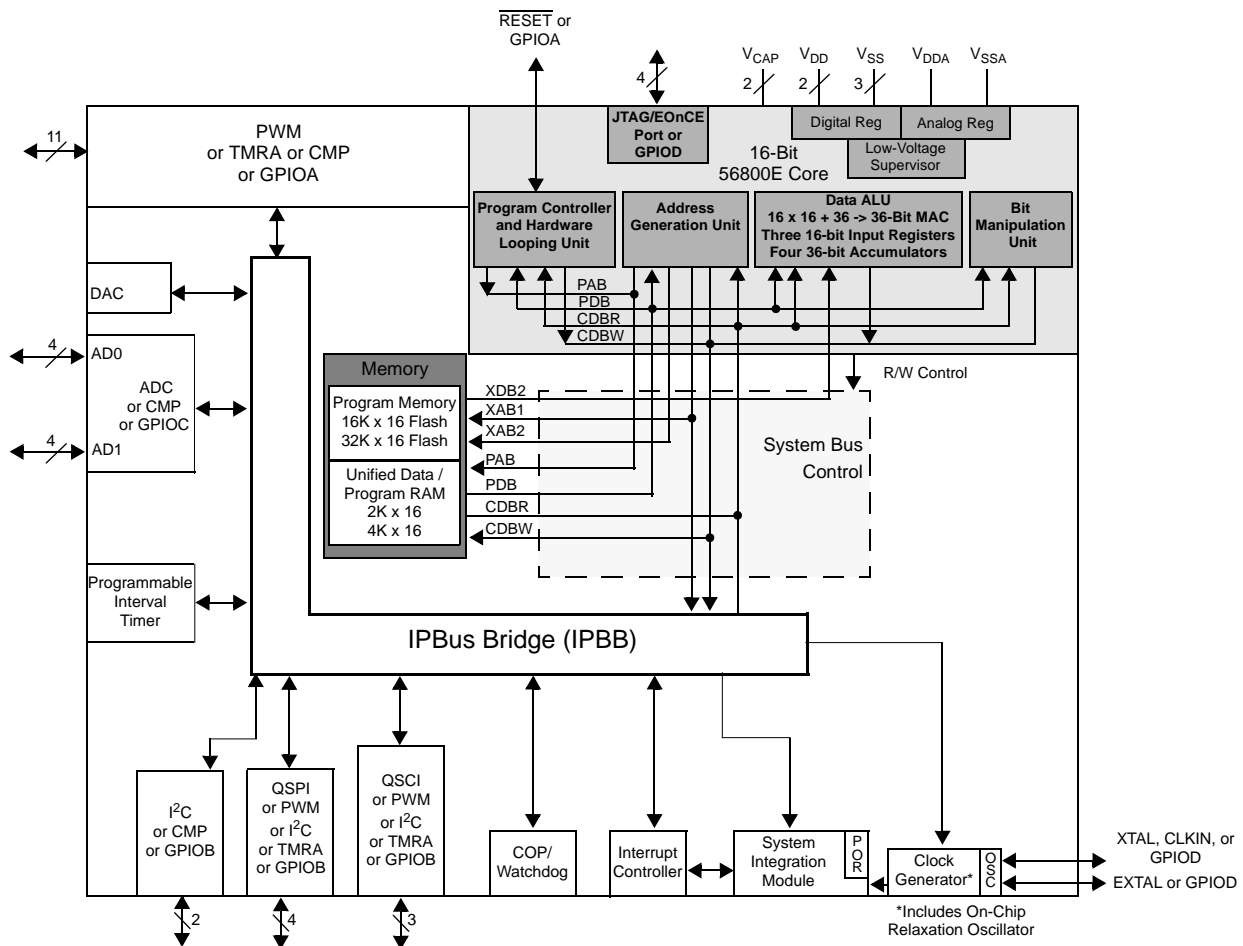 RESET or
GPIOA
4
VCAP
VDD
VSS
VDDA
VSSA
2
2
3
11
PWM
or TMRA or CMP
or GPIOA
JTAG/EOnCE
Port or
GPIOD
Digital Reg
Analog Reg
Low-Voltage
Supervisor
16-Bit
56800E Core
Program Controller
and Hardware
Looping Unit
Address
Generation Unit
Data ALU
16 x 16 + 36 -> 36-Bit MAC
Three 16-bit Input Registers
Four 36-bit Accumulators
Bit
Manipulation
Unit
PAB
PDB
CDBR
CDBW
DAC
4
AD0
ADC
or CMP
or GPIOC
4
AD1
Memory
Program Memory
16K x 16 Flash
32K x 16 Flash
Unified Data /
Program RAM
2K x 16
4K x 16
XDB2
XAB1
XAB2
PAB
PDB
CDBR
CDBW
R/W Control
System Bus
Control
Programmable
Interval
Timer
IPBus Bridge (IPBB)
I2C
or CMP
or GPIOB
QSPI
or PWM
or I2C
or TMRA
or GPIOB
QSCI
or PWM
or I2C
or TMRA
or GPIOB
COP/
Watchdog
Interrupt
Controller
System
Integration
Module
POR
Clock
Generator*
OSC
XTAL, CLKIN, or
GPIOD
EXTAL or GPIOD
*Includes On-Chip
Relaxation Oscillator
2
4
3